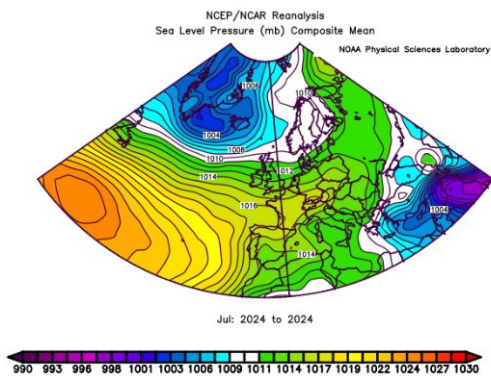 NCEP/NCAR Reanalysis
Sea Level Pressure (mb) Composite Mean
NOAA Physical Sciences Laboratory
1006
1010
1004
1008
1010
1012
1014
1016
1004
1014
Jul: 2024 to 2024
990 993 996 998 1001 1003 1006 1009 1011 1014 1017 1019 1022 1024 1027 1030